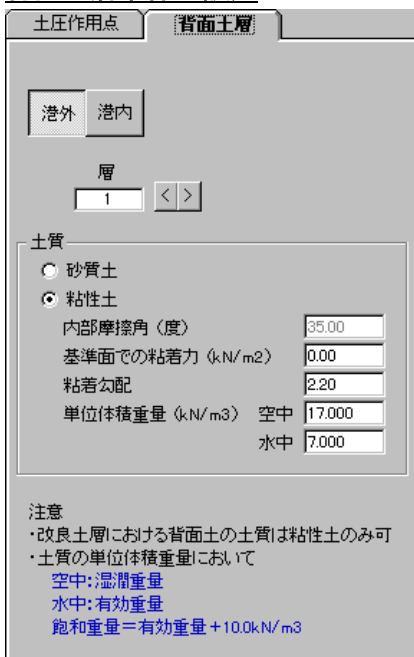 土圧作用点 背面土層
港外 港内
層
1 < >
土質
砂質土
粘性土
内部摩擦角（度） 35.00
基準面での粘着力（kN/m2） 0.00
粘着勾配 2.20
単位体積重量（kN/m3） 空中 17.000
水中 7.000
注意
・改良土層における背面土の土質は粘性土のみ可
・土質の単位体積重量において
空中:湿潤重量
水中:有効重量
飽和重量＝有効重量+10.0kN/m3